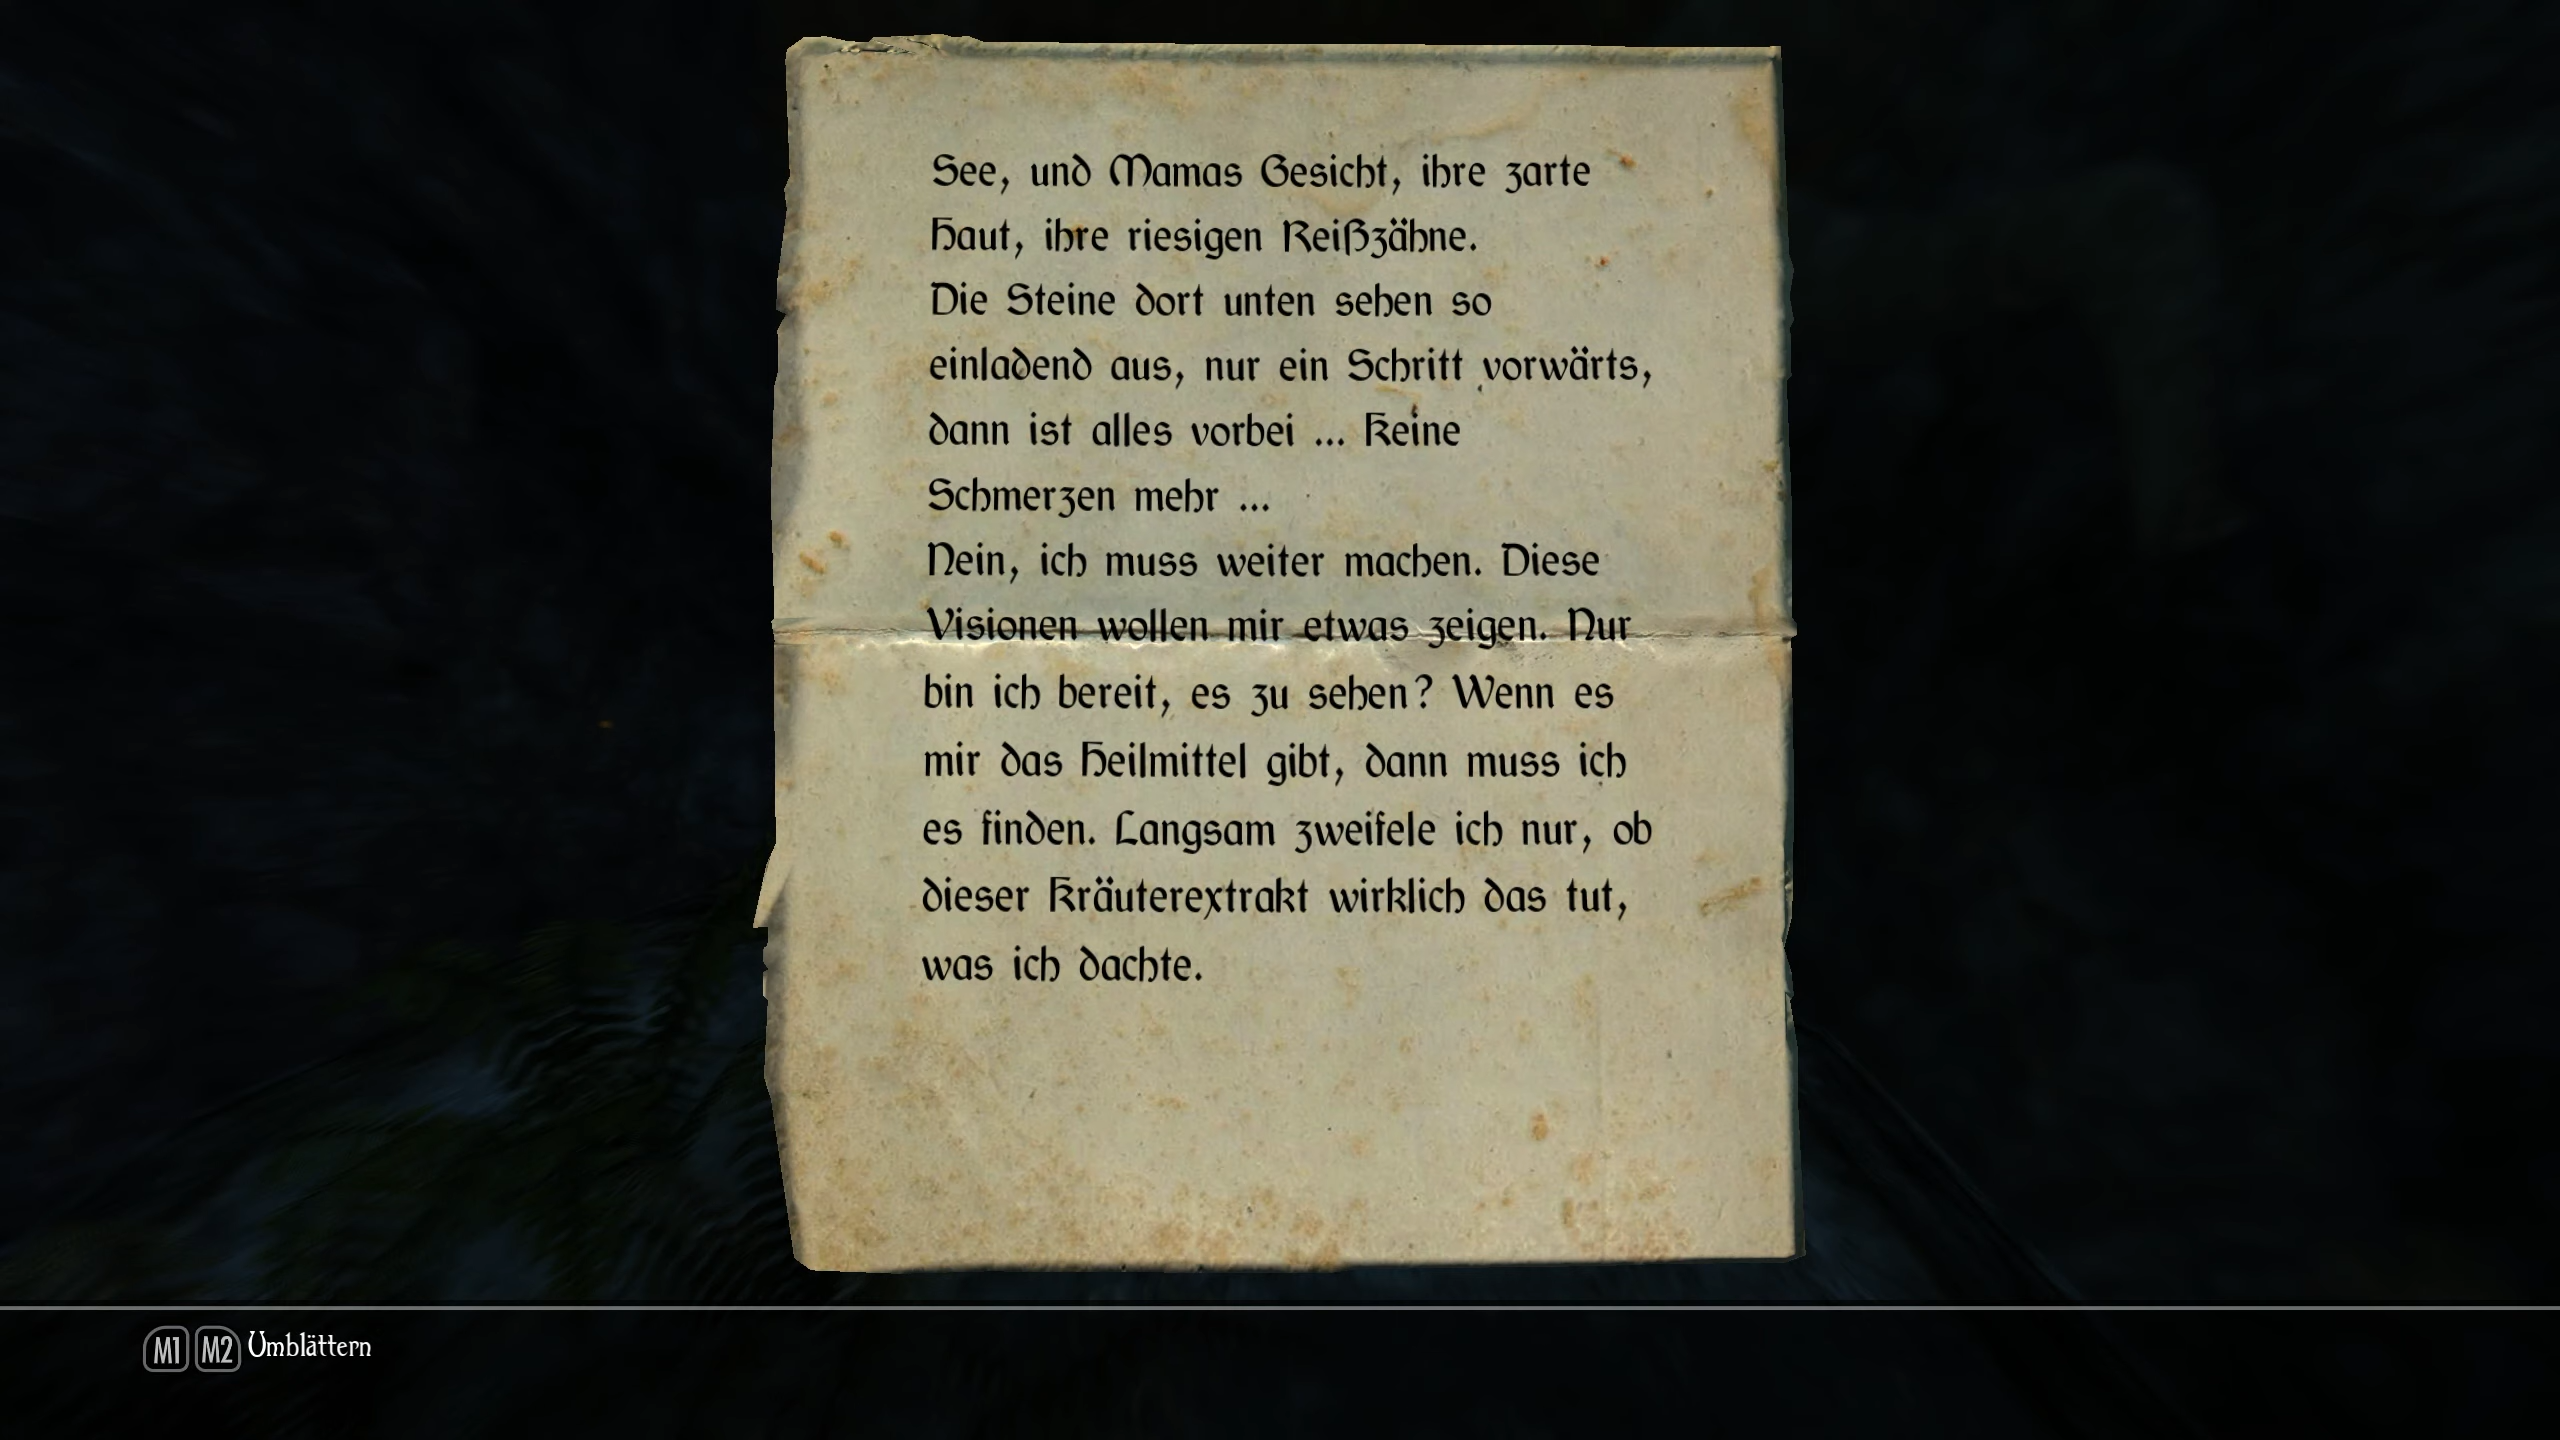 See, und Mamas Gesicht, ihre zarte
Haut, ihre riesigen Reißzähne.
Die Steine dort unten sehen so
einladend aus, nur ein Schritt vorwärts,
dann ist alles vorbei ... Keine
Schmerzen mehr ...
Nein, ich muss weiter machen. Diese
Visionen wollen mir etwas zeigen. Nur
bin ich bereit, es zu sehen? Wenn es
mir das Heilmittel gibt, dann muss ich
es finden. Langsam zweifele ich nur, ob
dieser Kräuterextrakt wirklich das tut,
was ich dachte.
M1 M2 Umblättern